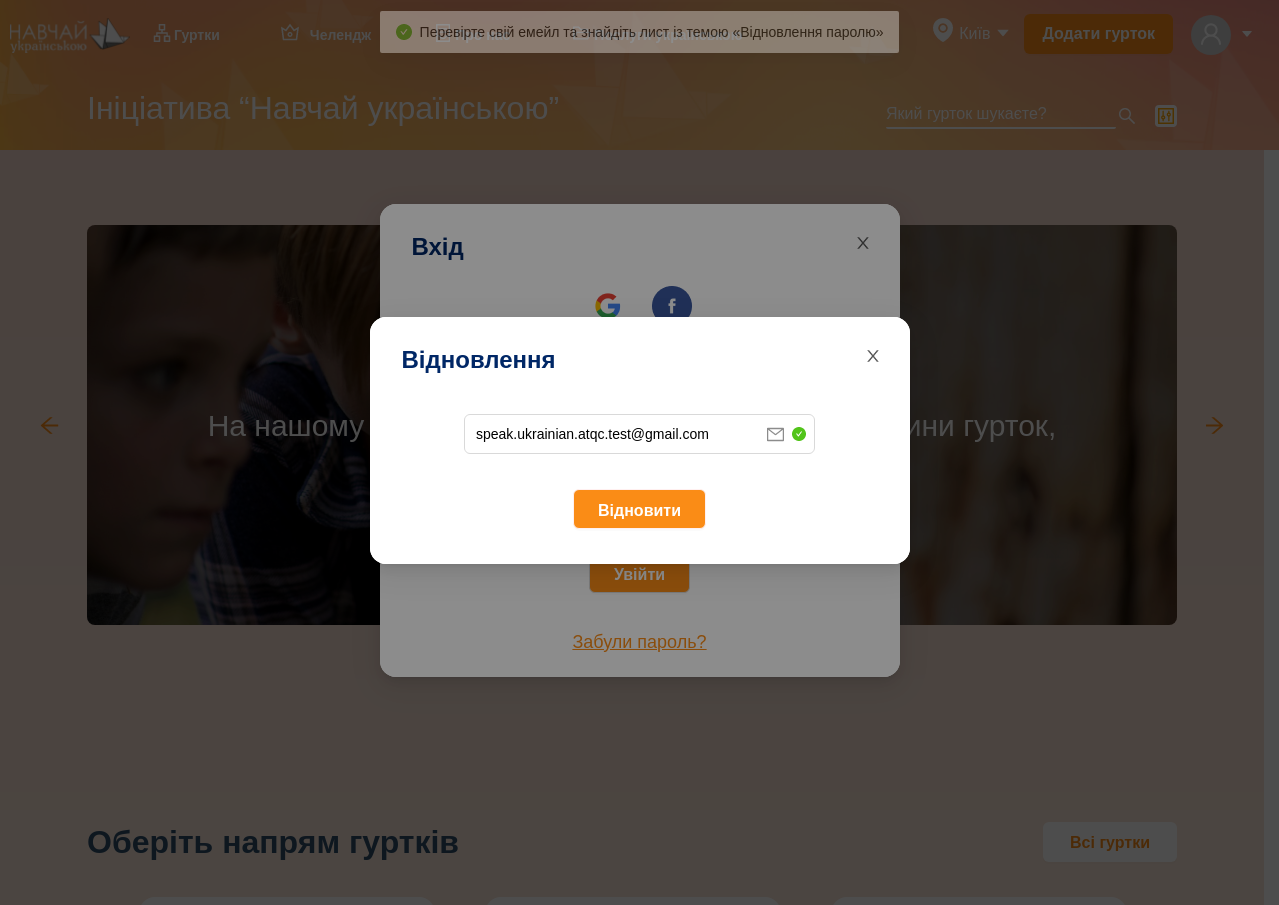 НАВЧАЙ
українською
Гуртки
Челендж
Перевірте свій емейл та знайдіть лист із темою «Відновлення паролю»
Київ
Додати гурток
Ініціатива “Навчай українською”
Який гурток шукаєте?
Вхід
Відновлення
На нашому
ини гурток,
speak.ukrainian.atqc.test@gmail.com
Відновити
Увійти
Забули пароль?
Оберіть напрям гуртків
Всі гуртки